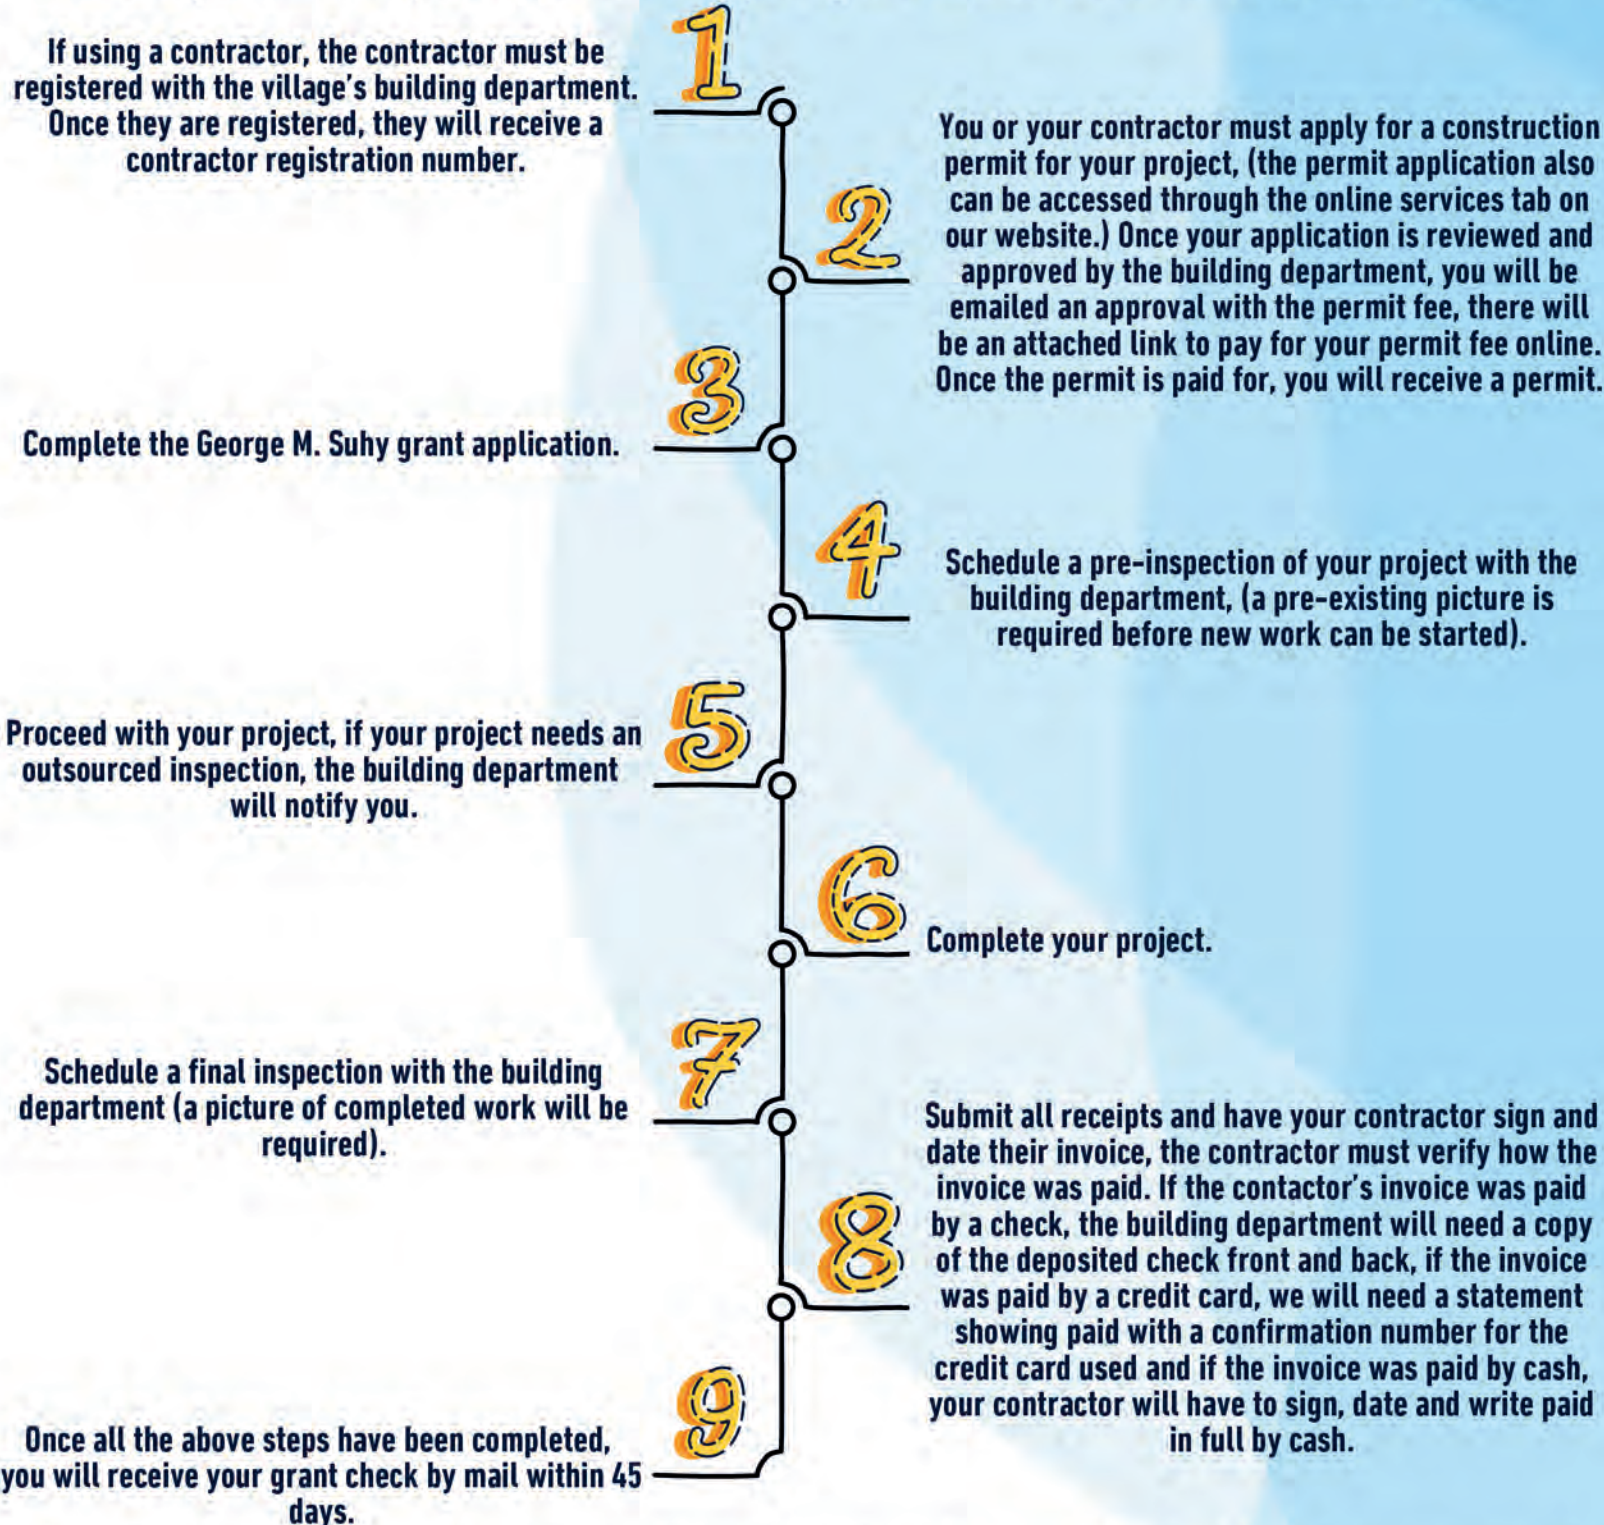 1
If using a contractor, the contractor must be
registered with the village's building department.
Once they are registered, they will receive a
contractor registration number.
2
You or your contractor must apply for a construction
permit for your project, (the permit application also
can be accessed through the online services tab on
our website.) Once your application is reviewed and
approved by the building department, you will be
emailed an approval with the permit fee, there will
be an attached link to pay for your permit fee online.
Once the permit is paid for, you will receive a permit.
3
Complete the George M. Suhy grant application.
4
Schedule a pre-inspection of your project with the
building department, (a pre-existing picture is
required before new work can be started).
5
Proceed with your project, if your project needs an
outsourced inspection, the building department
will notify you.
6
Complete your project.
7
Schedule a final inspection with the building
department (a picture of completed work will be
required).
8
Submit all receipts and have your contractor sign and
date their invoice, the contractor must verify how the
invoice was paid. If the contactor's invoice was paid
by a check, the building department will need a copy
of the deposited check front and back, if the invoice
was paid by a credit card, we will need a statement
showing paid with a confirmation number for the
credit card used and if the invoice was paid by cash,
your contractor will have to sign, date and write paid
in full by cash.
9
Once all the above steps have been completed,
you will receive your grant check by mail within 45
days.